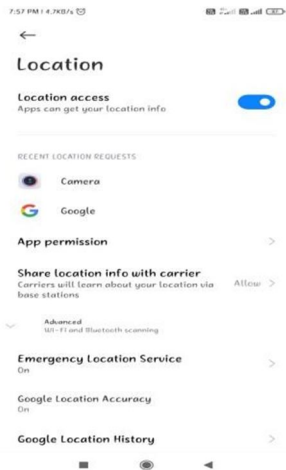 7:57 PM | 4.7KB/s
Location
Location access
Apps can get your location info
RECENT LOCATION REQUESTS
Camera
Google
App permission
Share location info with carrier
Carriers will learn about your location via
base stations
Allow
Advanced
Wi-Fi and Bluetooth scanning
Emergency Location Service
On
Google Location Accuracy
On
Google Location History